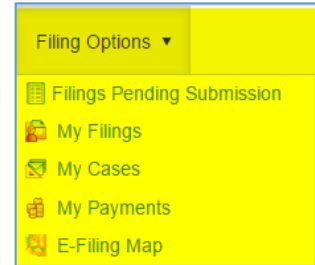 Filing Options ▼
Filings Pending Submission
My Filings
My Cases
My Payments
E-Filing Map